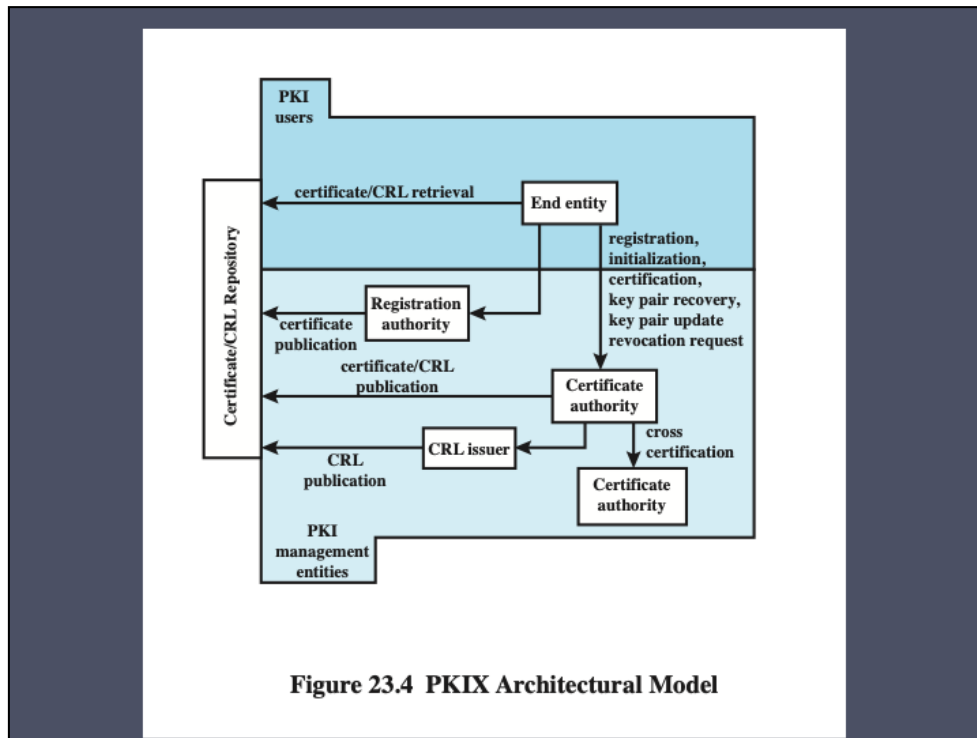 PKI
users
certificate/CRL retrieval
End entity
registration,
initialization,
certification,
key pair recovery,
key pair update
revocation request
Certificate/CRL Repository
Registration
authority
certificate
publication
certificate/CRL
publication
Certificate
authority
CRL issuer
cross
certification
CRL
publication
Certificate
authority
PKI
management
entities
Figure 23.4 PKIX Architectural Model